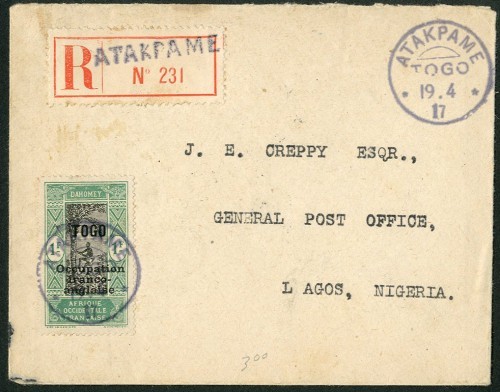 R
ATAKPAME
N° 231
ATAKPAME
TOGO
19.4
17
J. E. CREPPY ESQR.,
GENERAL POST OFFICE,
LAGOS, NIGERIA.
DAHOMEY
TOGO
Occupation
franco-
anglaise
AFRIQUE
OCCIDENTALE
FRANÇAISE
300